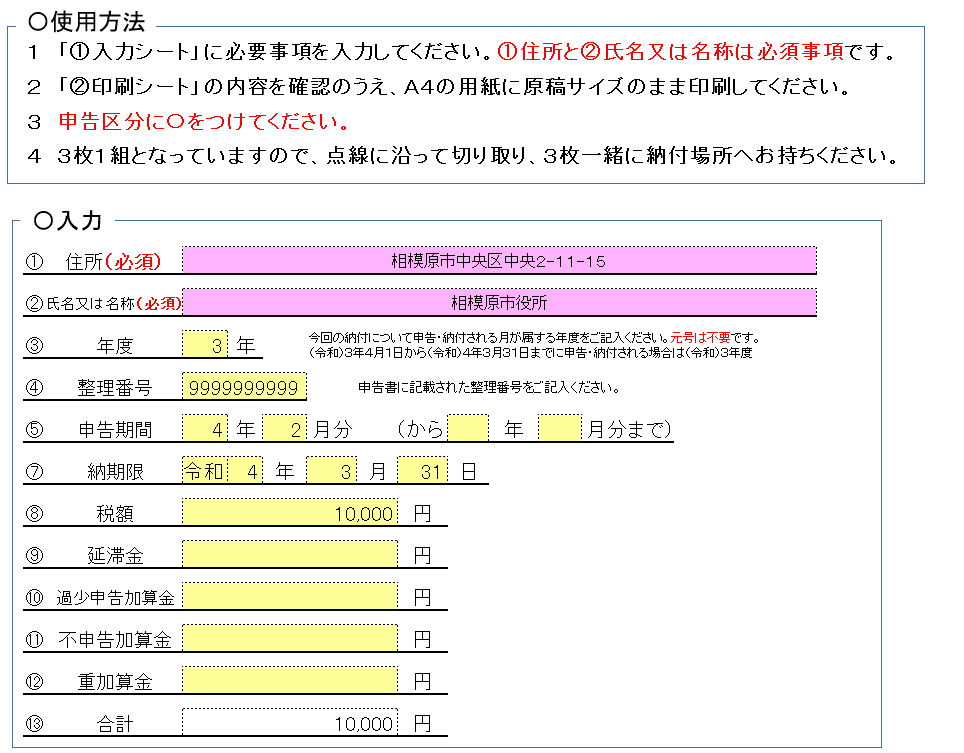 〇使用方法
1 「①入力シート」に必要事項を入力してください。①住所と②氏名又は名称は必須事項です。
2 「②印刷シート」の内容を確認のうえ、A4の用紙に原稿サイズのまま印刷してください。
3 申告区分に〇をつけてください。
4 3枚1組となっていますので、点線に沿って切り取り、3枚一緒に納付場所へお持ちください。
〇入力
① 住所(必須) 相模原市中央区中央2-11-15
②氏名又は名称(必須) 相模原市役所
③ 年度 3 年 今回の納付について申告・納付される月が属する年度をご記入ください。元号は不要です。
(令和)3年4月1日から(令和)4年3月31日までに申告・納付される場合は(令和)3年度
④ 整理番号 9999999999 申告書に記載された整理番号をご記入ください。
⑤ 申告期間 4 年 2 月分 (から 年 月分まで)
⑦ 納期限 令和 4 年 3 月 31 日
⑧ 税額 10,000 円
⑨ 延滞金 円
⑩ 過少申告加算金 円
⑪ 不申告加算金 円
⑫ 重加算金 円
⑬ 合計 10,000 円